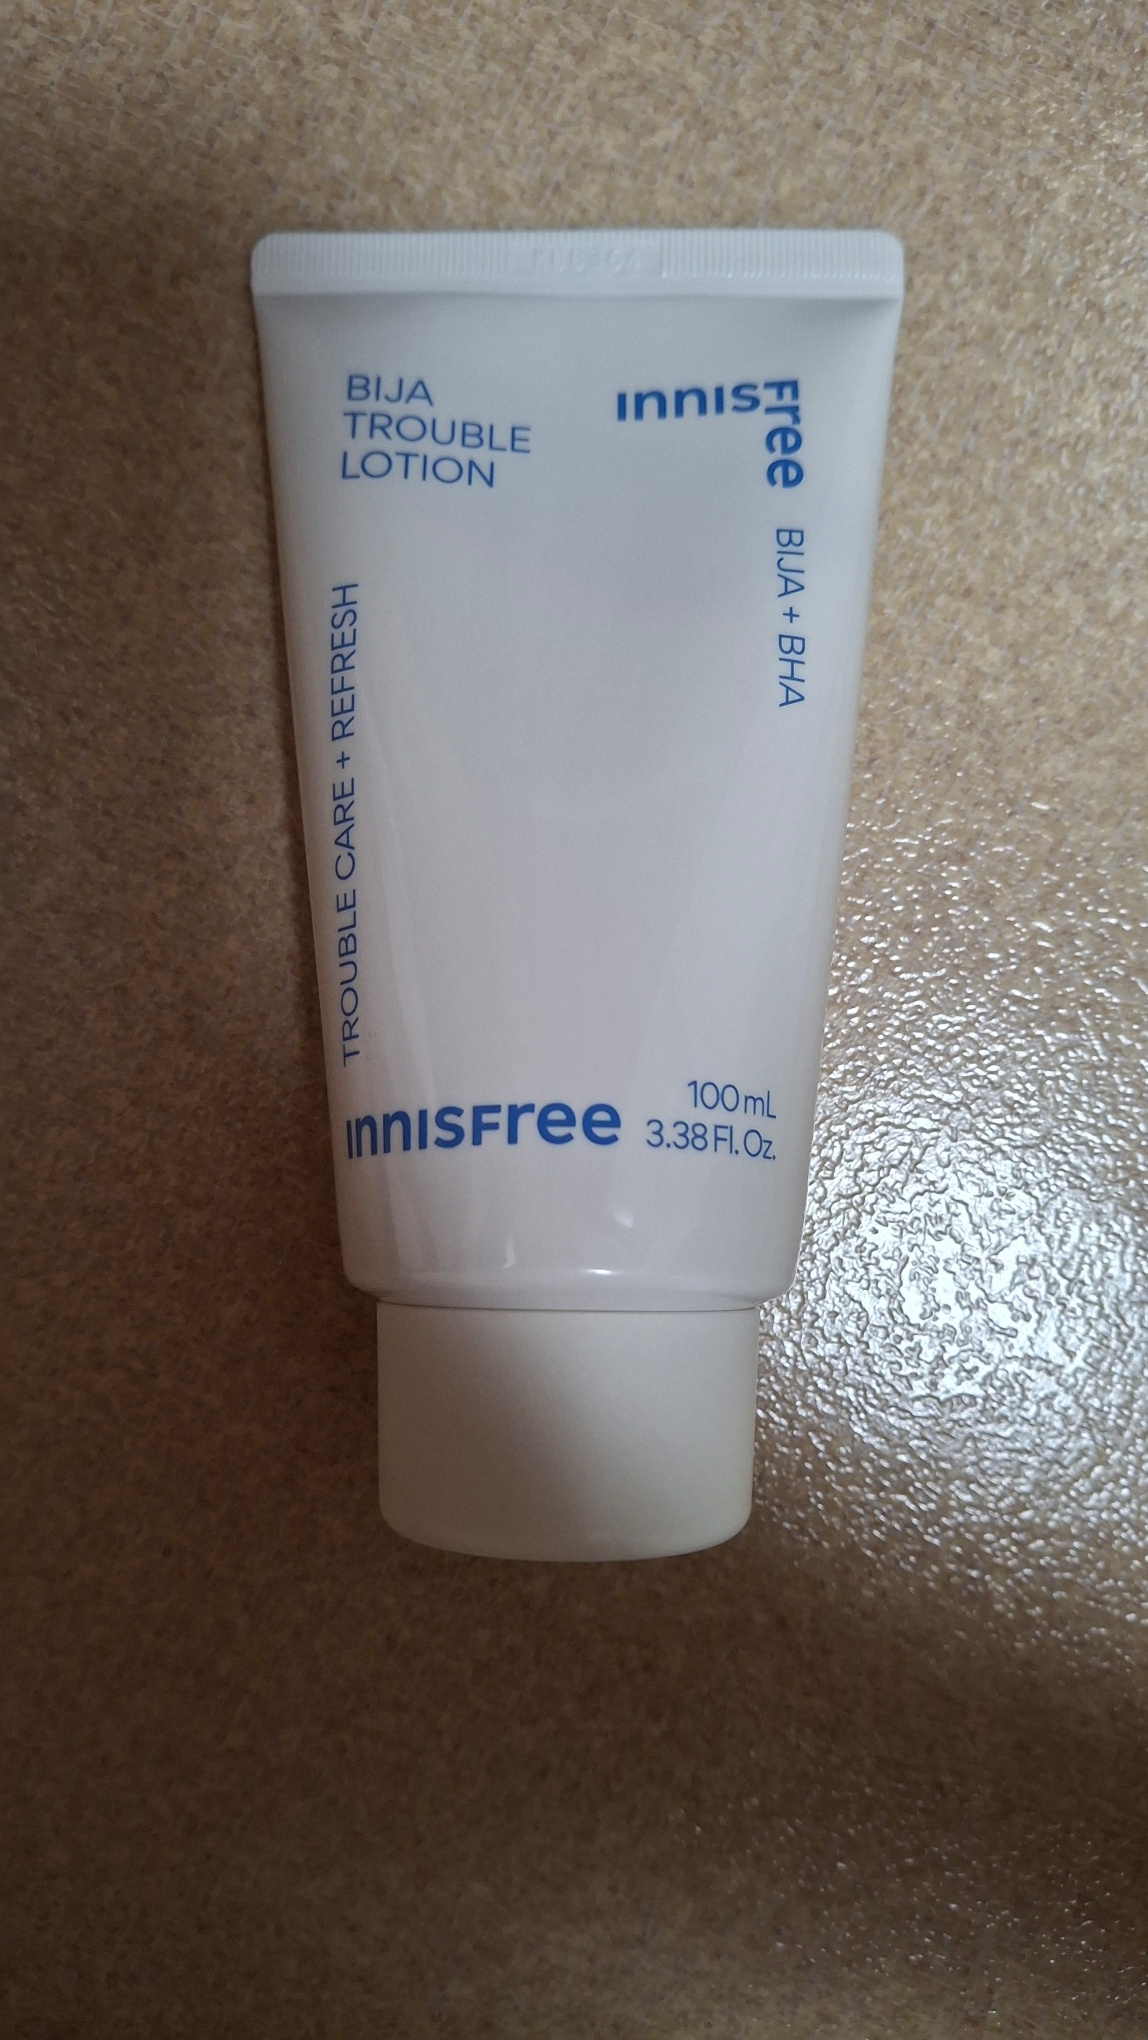 BIJA
TROUBLE
LOTION
INNISFree
BIJA + BHA
TROUBLE CARE + REFRESH
INNISFree
100 mL
3.38 Fl. Oz.